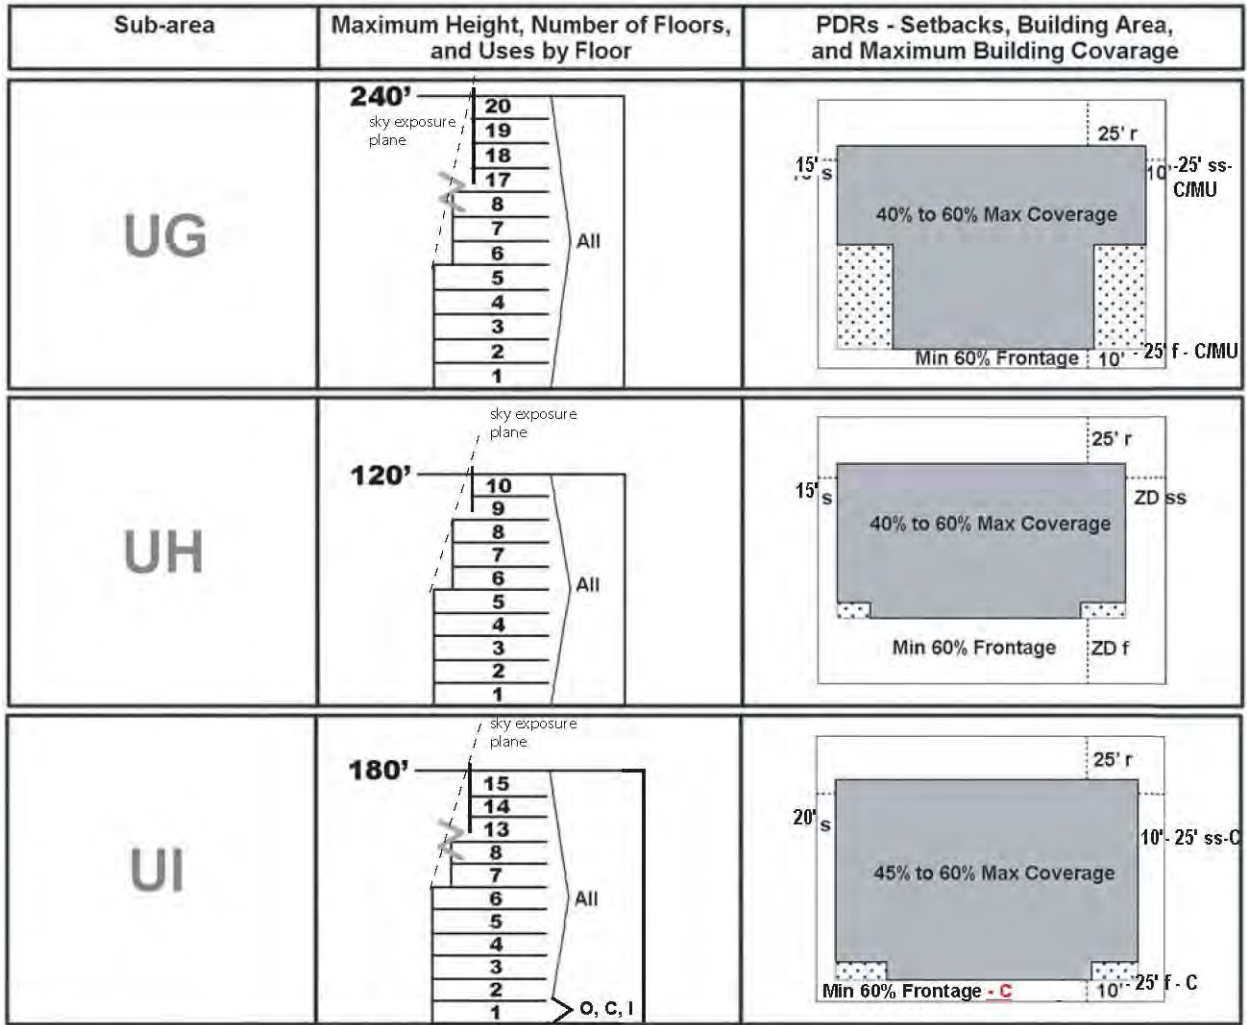 Sub-area
Maximum Height, Number of Floors,
and Uses by Floor
PDRs - Setbacks, Building Area,
and Maximum Building Covarage
UG
240'
sky exposure
plane
20
19
18
17
8
7
6
5
4
3
2
1
All
25' r
15' s
10' -25' ss-
C/MU
40% to 60% Max Coverage
Min 60% Frontage
10' - 25' f - C/MU
UH
sky exposure
plane
120'
10
9
8
7
6
5
4
3
2
1
All
25' r
15' s
ZD ss
40% to 60% Max Coverage
Min 60% Frontage
ZD f
UI
sky exposure
plane
180'
15
14
13
8
7
6
5
4
3
2
1
All
O, C, I
25' r
20' s
10'- 25' ss-C
45% to 60% Max Coverage
Min 60% Frontage - C
10' - 25' f - C